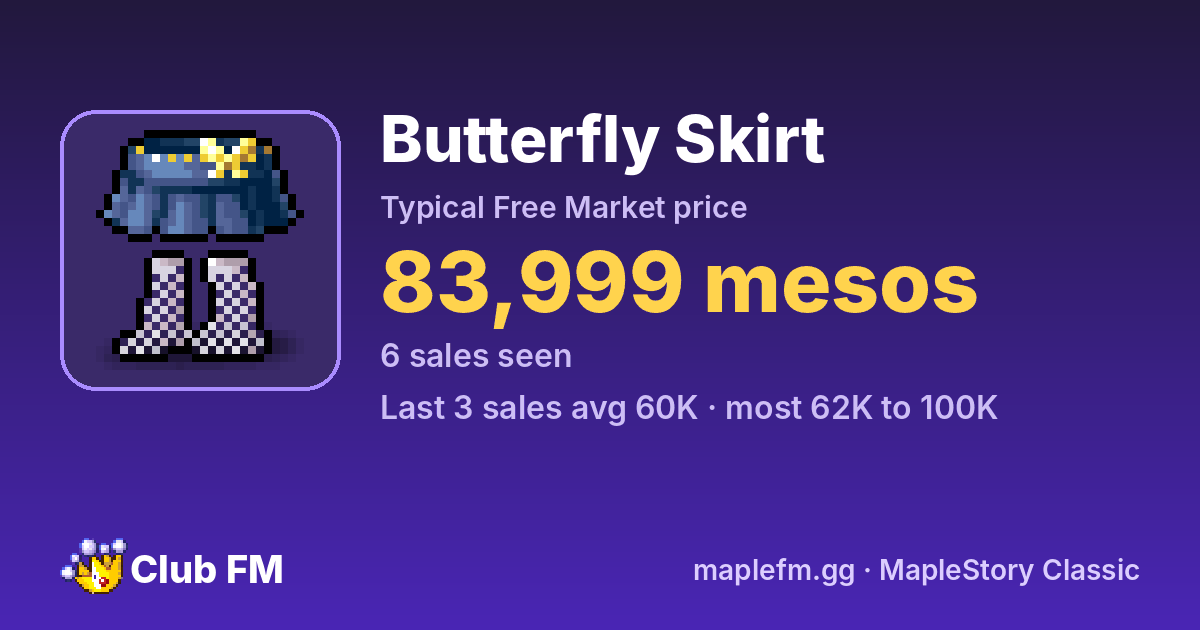 Butterfly Skirt
Typical Free Market price
83,999 mesos
6 sales seen
Last 3 sales avg 60K · most 62K to 100K
Club FM
maplefm.gg · MapleStory Classic